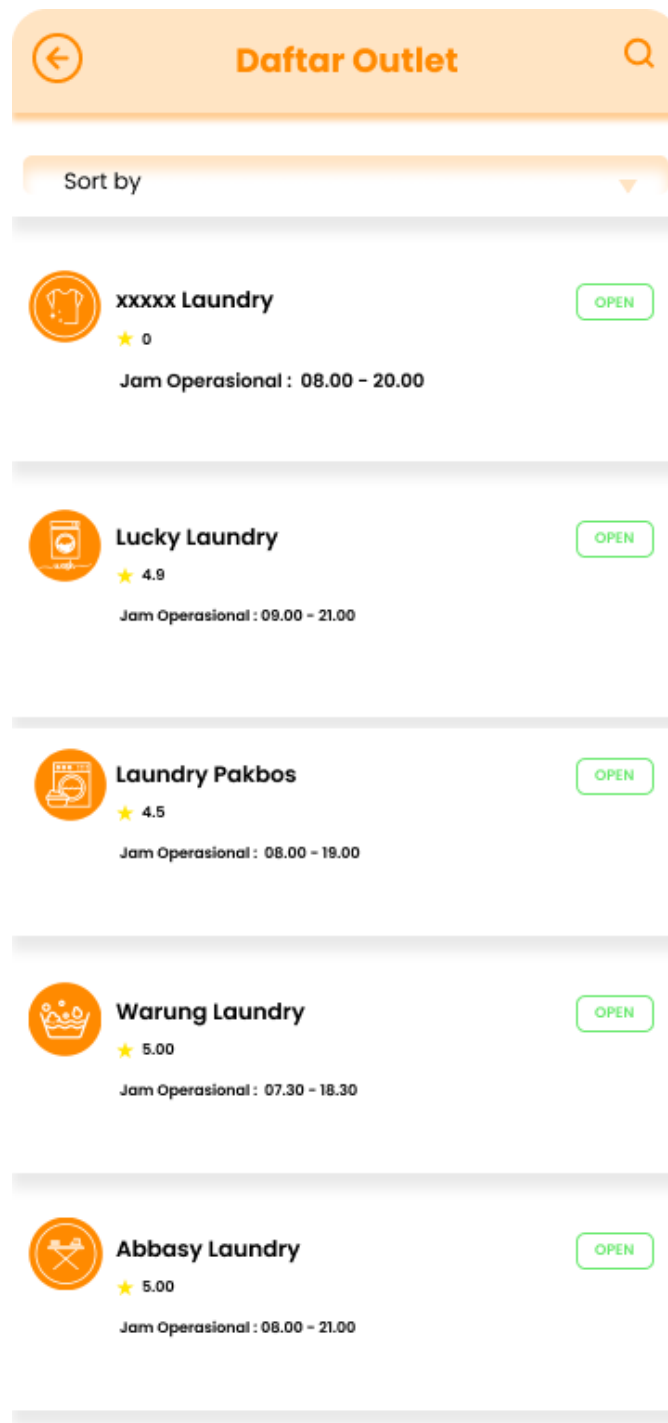 Daftar Outlet
Sort by
xxxxx Laundry
OPEN
0
Jam Operasional : 08.00 - 20.00
Lucky Laundry
OPEN
4.9
Jam Operasional : 09.00 - 21.00
Laundry Pakbos
OPEN
4.5
Jam Operasional : 08.00 - 19.00
Warung Laundry
OPEN
5.00
Jam Operasional : 07.30 - 18.30
Abbasy Laundry
OPEN
5.00
Jam Operasional : 08.00 - 21.00